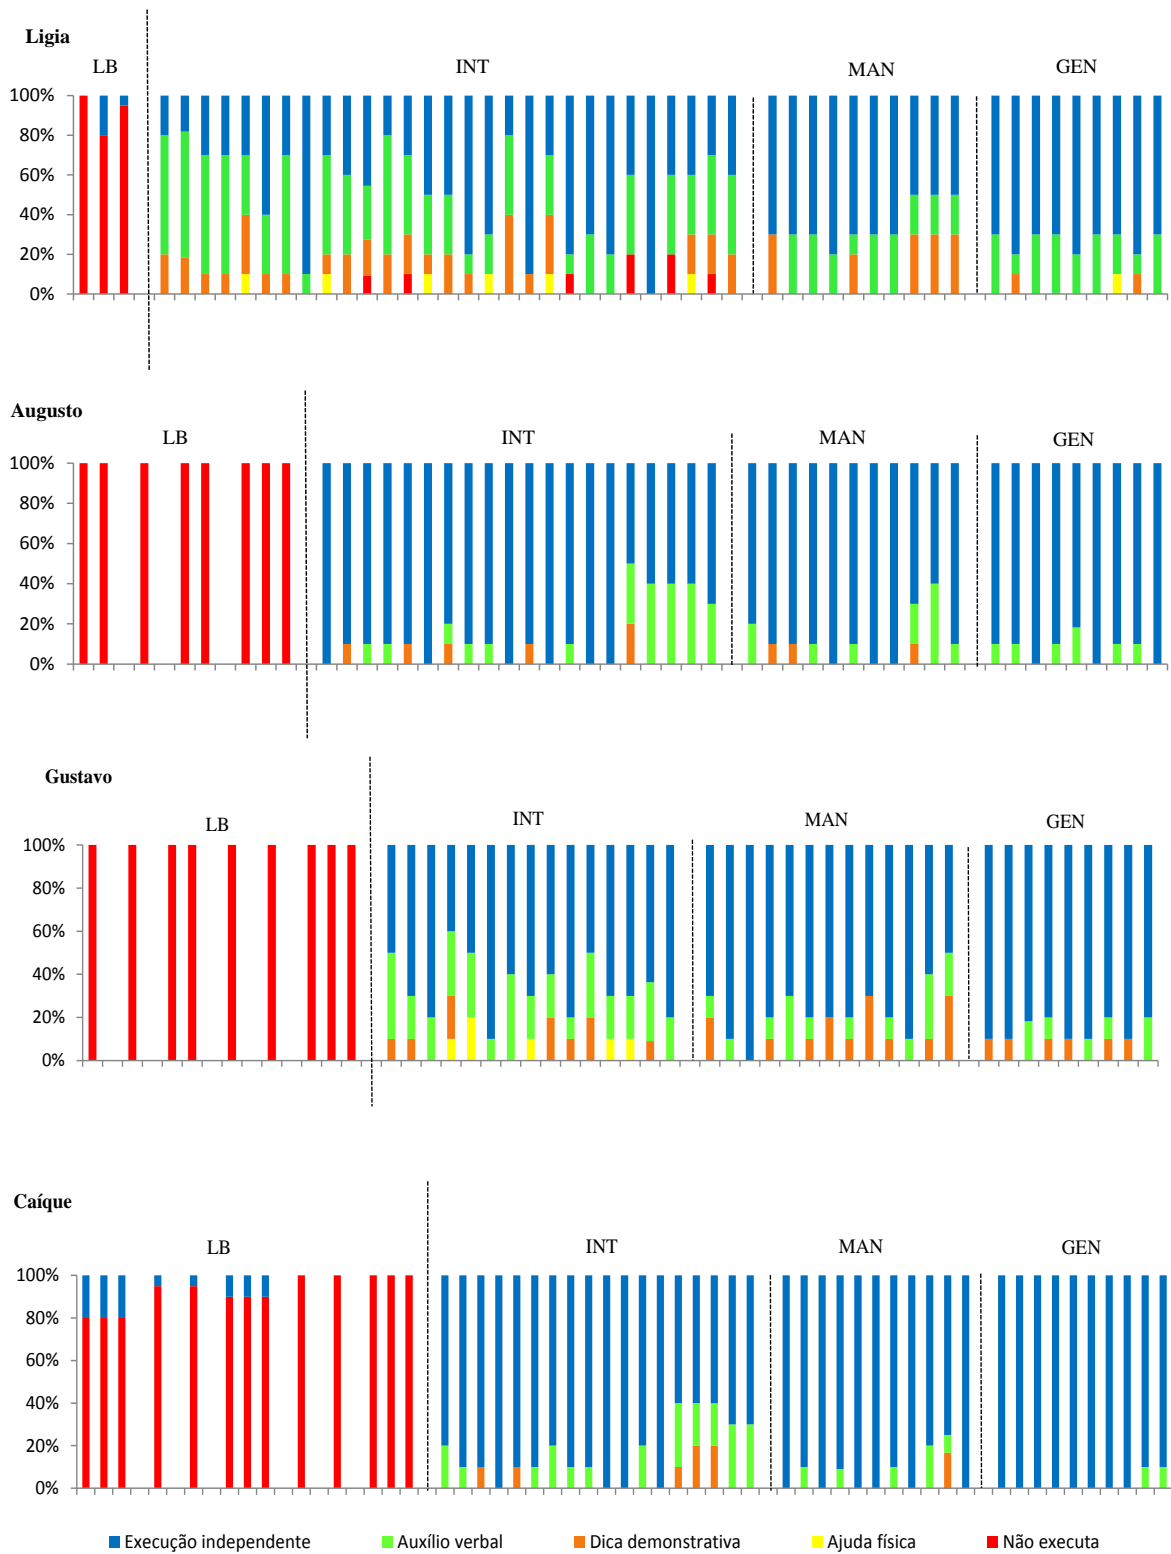 Ligia
LB INT MAN GEN
100%
80%
60%
40%
20%
0%
Augusto
LB INT MAN GEN
100%
80%
60%
40%
20%
0%
Gustavo
LB INT MAN GEN
100%
80%
60%
40%
20%
0%
Caíque
LB INT MAN GEN
100%
80%
60%
40%
20%
0%
Execução independente Auxílio verbal Dica demonstrativa Ajuda física Não executa